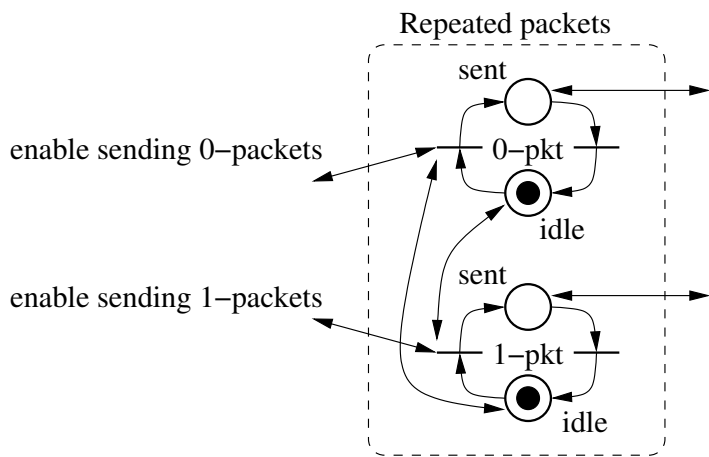 Repeated packets
sent
enable sending 0−packets
0−pkt
idle
sent
enable sending 1−packets
1−pkt
idle